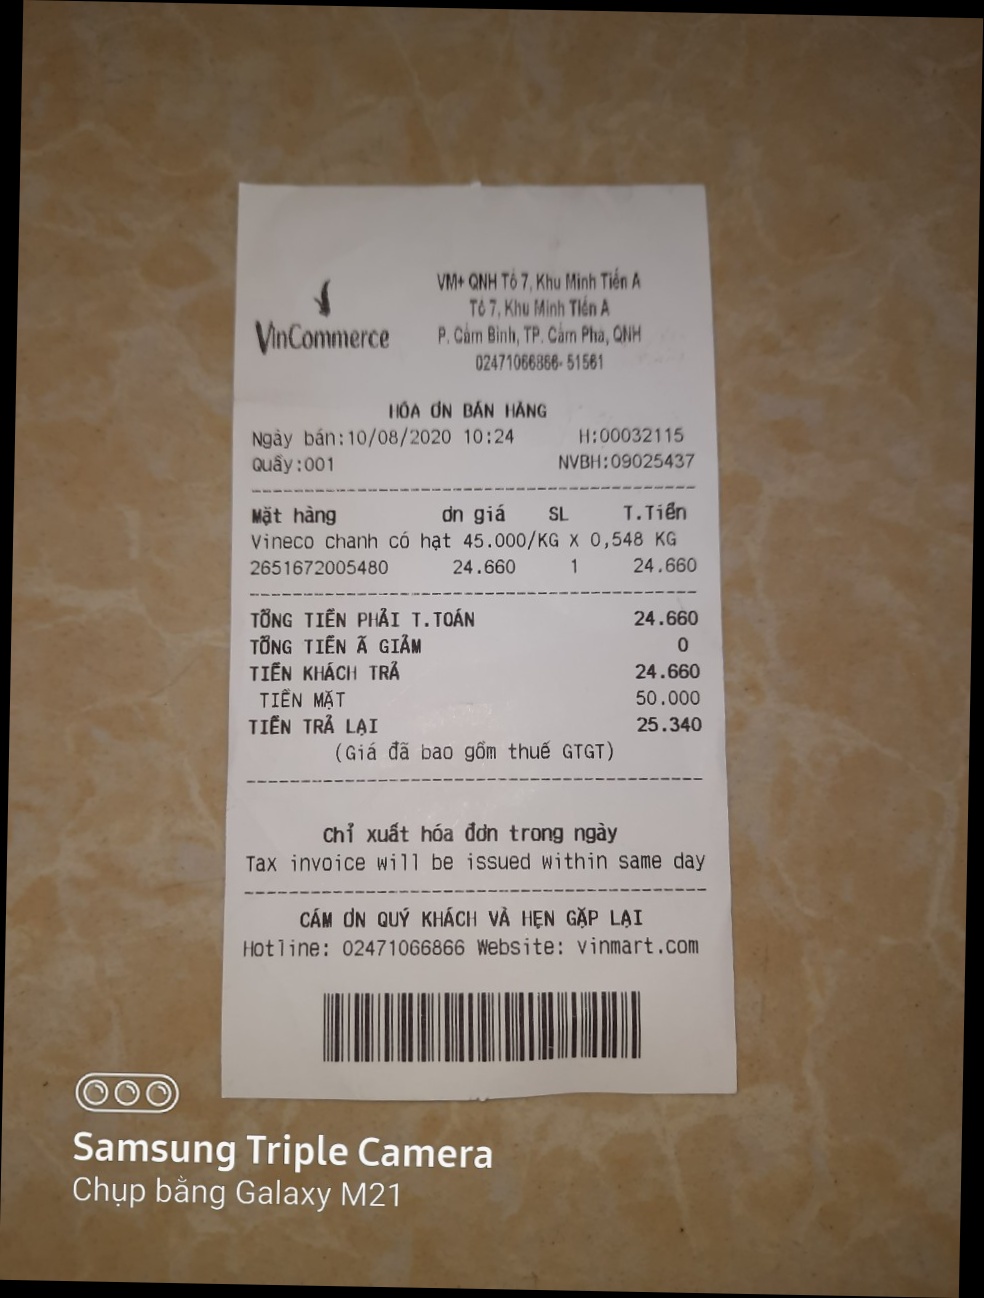 VinCommerce
VM+ QNH Tổ 7, Khu Minh Tiến A
Tổ 7, Khu Minh Tiến A
P. Cẩm Bình, TP. Cẩm Phả, QNH
02471066866- 51561
HÓA ƠN BÁN HÀNG
Ngày bán:10/08/2020 10:24 H:00032115
Quầy:001 NVBH:09025437
Mặt hàng ơn giá SL T.Tiền
Vineco chanh có hạt 45.000/KG X 0,548 KG
2651672005480 24.660 1 24.660
TỔNG TIỀN PHẢI T.TOÁN 24.660
TỔNG TIỀN Ã GIẢM 0
TIỀN KHÁCH TRẢ 24.660
TIỀN MẶT 50.000
TIỀN TRẢ LẠI 25.340
(Giá đã bao gồm thuế GTGT)
Chỉ xuất hóa đơn trong ngày
Tax invoice will be issued within same day
CÁM ƠN QUÝ KHÁCH VÀ HẸN GẶP LẠI
Hotline: 02471066866 Website: vinmart.com
Samsung Triple Camera
Chụp bằng Galaxy M21